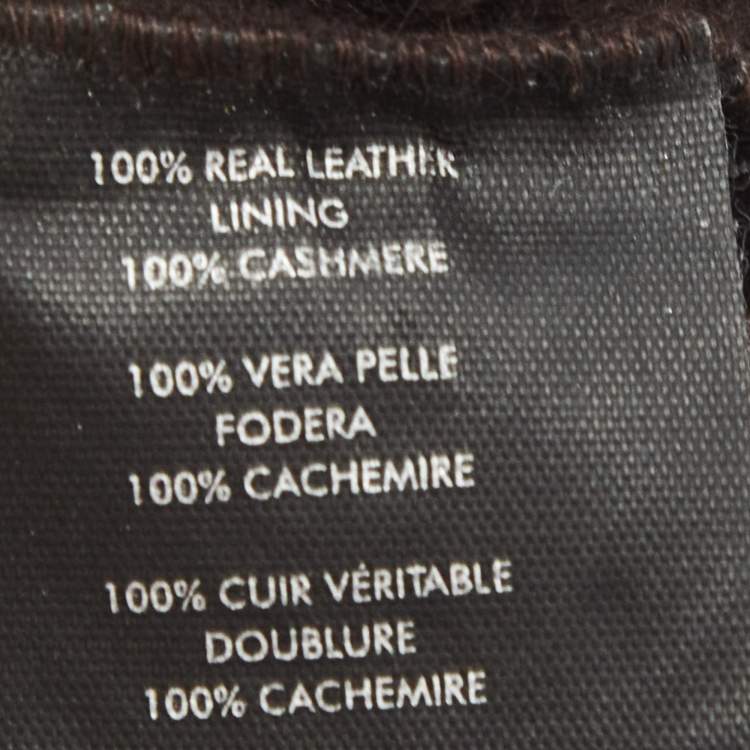 100% REAL LEATHER
LINING
100% CASHMERE
100% VERA PELLE
FODERA
100% CACHEMIRE
100% CUIR VÉRITABLE
DOUBLURE
100% CACHEMIRE